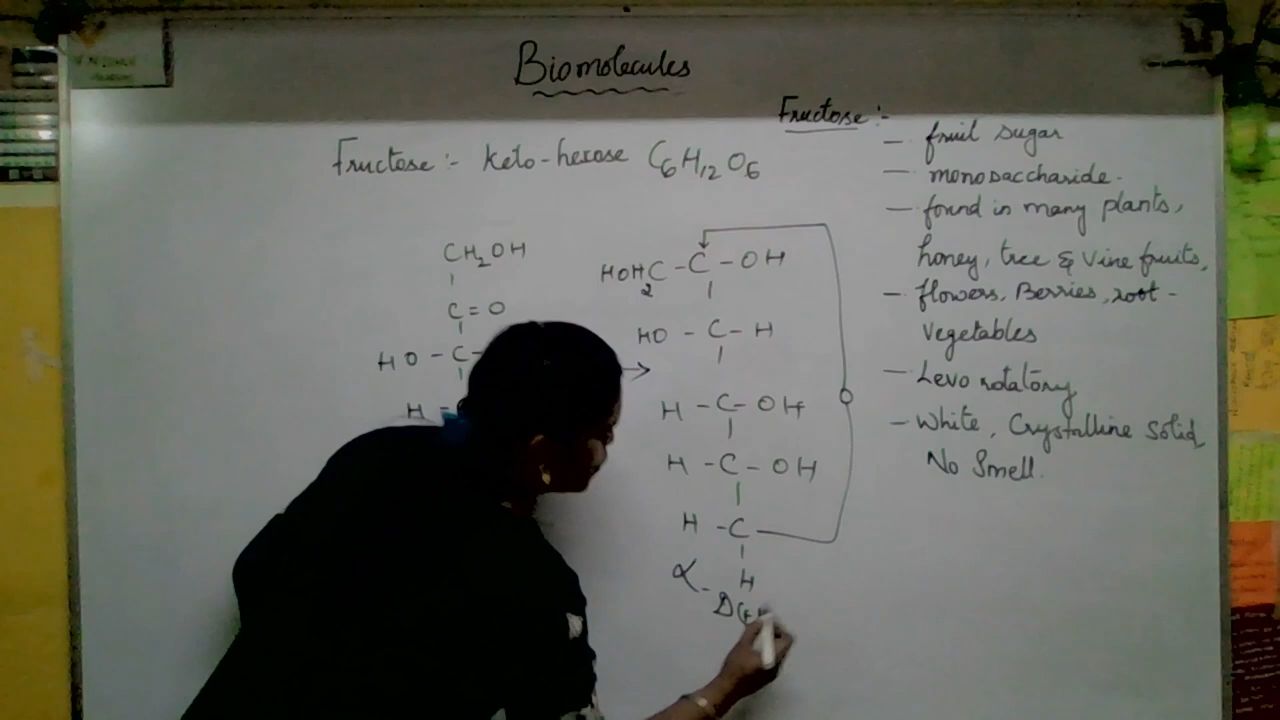 Biomolecules
Fructose :- keto-hexose C6H12O6
CH2OH
C = O
HO - C -
H -
HOH2C - C - OH
HO - C - H
H - C - OH
H - C - OH
H - C
O
H
α - D(+
Fructose :-
- fruit sugar
- monosaccharide.
- found in many plants,
honey, tree & Vine fruits,
- flowers, Berries, root -
Vegetables
- Levo rotatory
- White, Crystalline Solid,
No Smell.